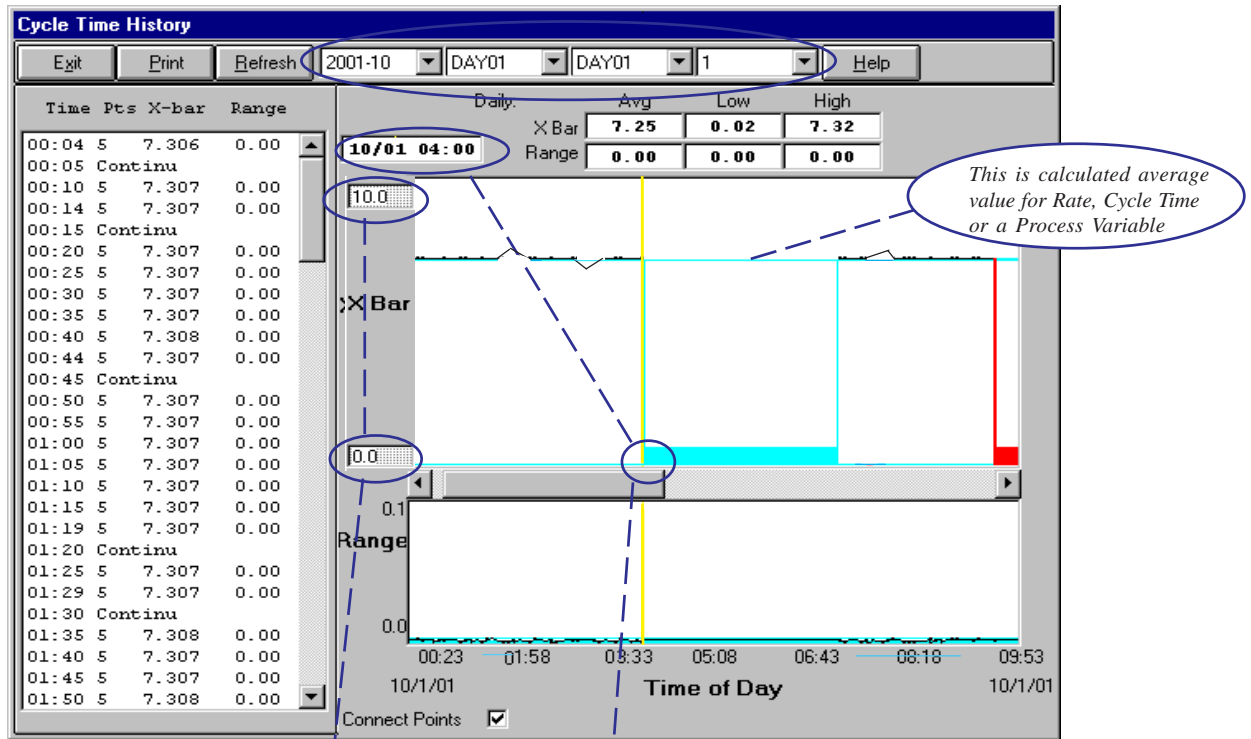 Cycle Time History
Exit Print Refresh 2001-10 DAY01 DAY01 1 Help
Time Pts X-bar Range
00:04 5 7.306 0.00
00:05 Continu
00:10 5 7.307 0.00
00:14 5 7.307 0.00
00:15 Continu
00:20 5 7.307 0.00
00:25 5 7.307 0.00
00:30 5 7.307 0.00
00:35 5 7.307 0.00
00:40 5 7.308 0.00
00:44 5 7.307 0.00
00:45 Continu
00:50 5 7.307 0.00
00:55 5 7.307 0.00
01:00 5 7.307 0.00
01:05 5 7.307 0.00
01:10 5 7.307 0.00
01:15 5 7.307 0.00
01:19 5 7.307 0.00
01:20 Continu
01:25 5 7.307 0.00
01:29 5 7.307 0.00
01:30 Continu
01:35 5 7.308 0.00
01:40 5 7.307 0.00
01:45 5 7.307 0.00
01:50 5 7.308 0.00
Daily: Avg Low High
X Bar 7.25 0.02 7.32
10/01 04:00
Range 0.00 0.00 0.00
This is calculated average
value for Rate, Cycle Time
or a Process Variable
10.0
X Bar
0.0
0.1
Range
0.0
00:23 01:58 03:33 05:08 06:43 08:18 09:53
10/1/01 Time of Day 10/1/01
Connect Points